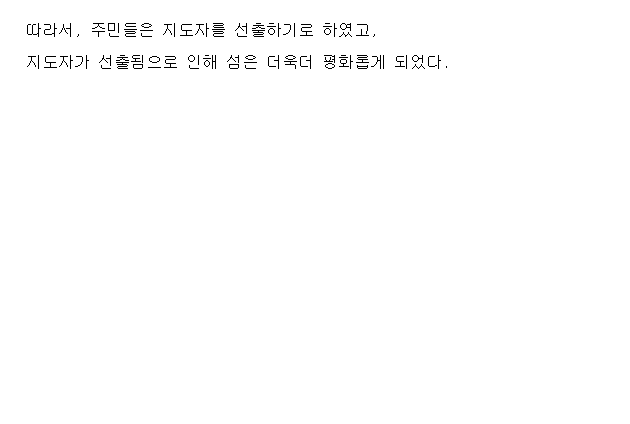 따라서, 주민들은 지도자를 선출하기로 하였고,
지도자가 선출됨으로 인해 섬은 더욱더 평화롭게 되었다.